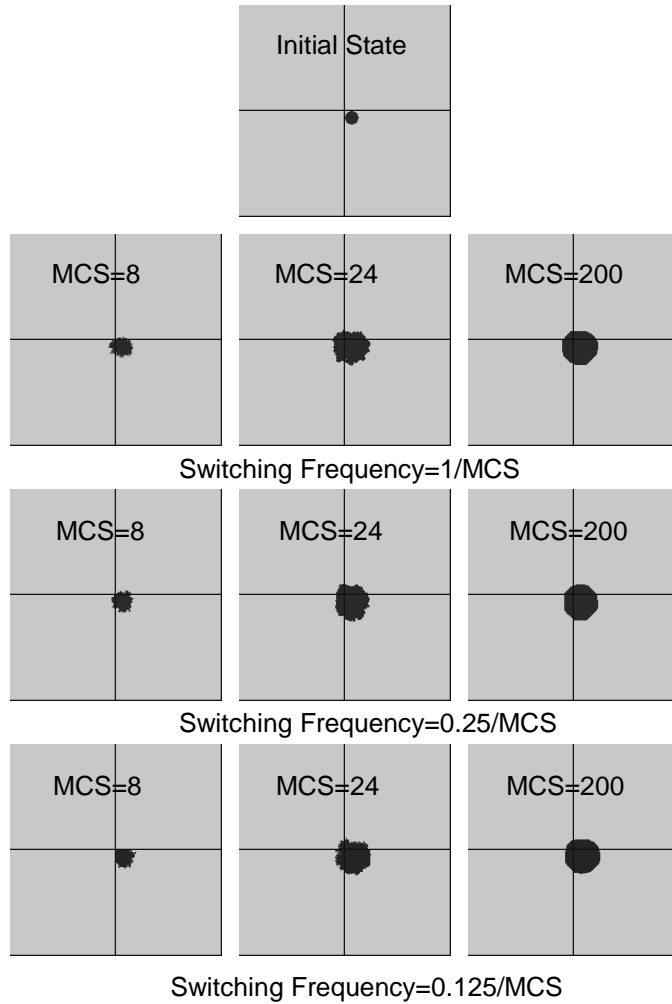 Initial State
MCS=8
MCS=24
MCS=200
Switching Frequency=1/MCS
MCS=8
MCS=24
MCS=200
Switching Frequency=0.25/MCS
MCS=8
MCS=24
MCS=200
Switching Frequency=0.125/MCS